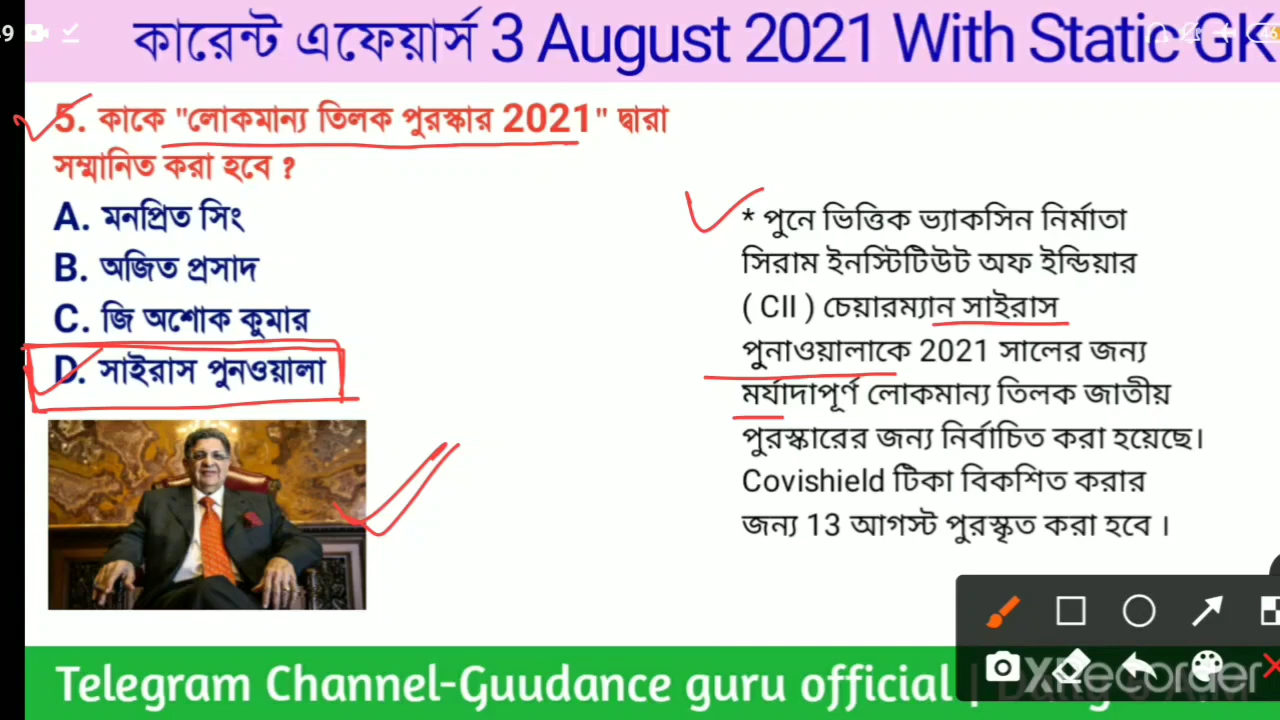 9
কারেন্ট এফেয়ার্স 3 August 2021 With Static GK
5. কাকে "লোকমান্য তিলক পুরস্কার 2021" দ্বারা
সম্মানিত করা হবে ?
A. মনপ্রিত সিং
B. অজিত প্রসাদ
C. জি অশোক কুমার
D. সাইরাস পুনওয়ালা
* পুনে ভিত্তিক ভ্যাকসিন নির্মাতা
সিরাম ইনস্টিটিউট অফ ইন্ডিয়ার
( CII ) চেয়ারম্যান সাইরাস
পুনাওয়ালাকে 2021 সালের জন্য
মর্যাদাপূর্ণ লোকমান্য তিলক জাতীয়
পুরস্কারের জন্য নির্বাচিত করা হয়েছে।
Covishield টিকা বিকশিত করার
জন্য 13 আগস্ট পুরস্কৃত করা হবে ।
Telegram Channel-Guudance guru official |
XRecorder